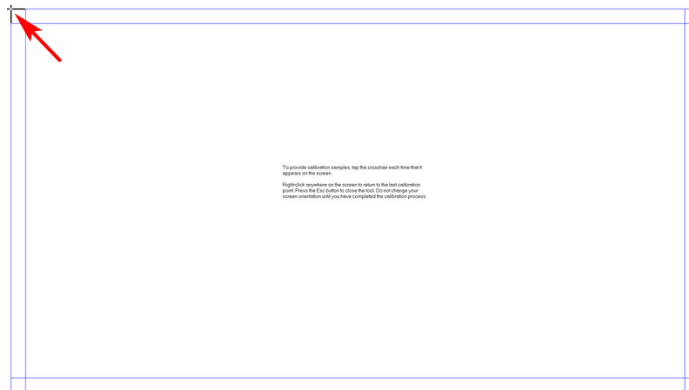 To provide calibration samples, tap the crosshair each time that it
appears on the screen.
Right-click anywhere on the screen to return to the last calibration
point. Press the Esc button to close the tool. Do not change your
screen orientation until you have completed the calibration process.